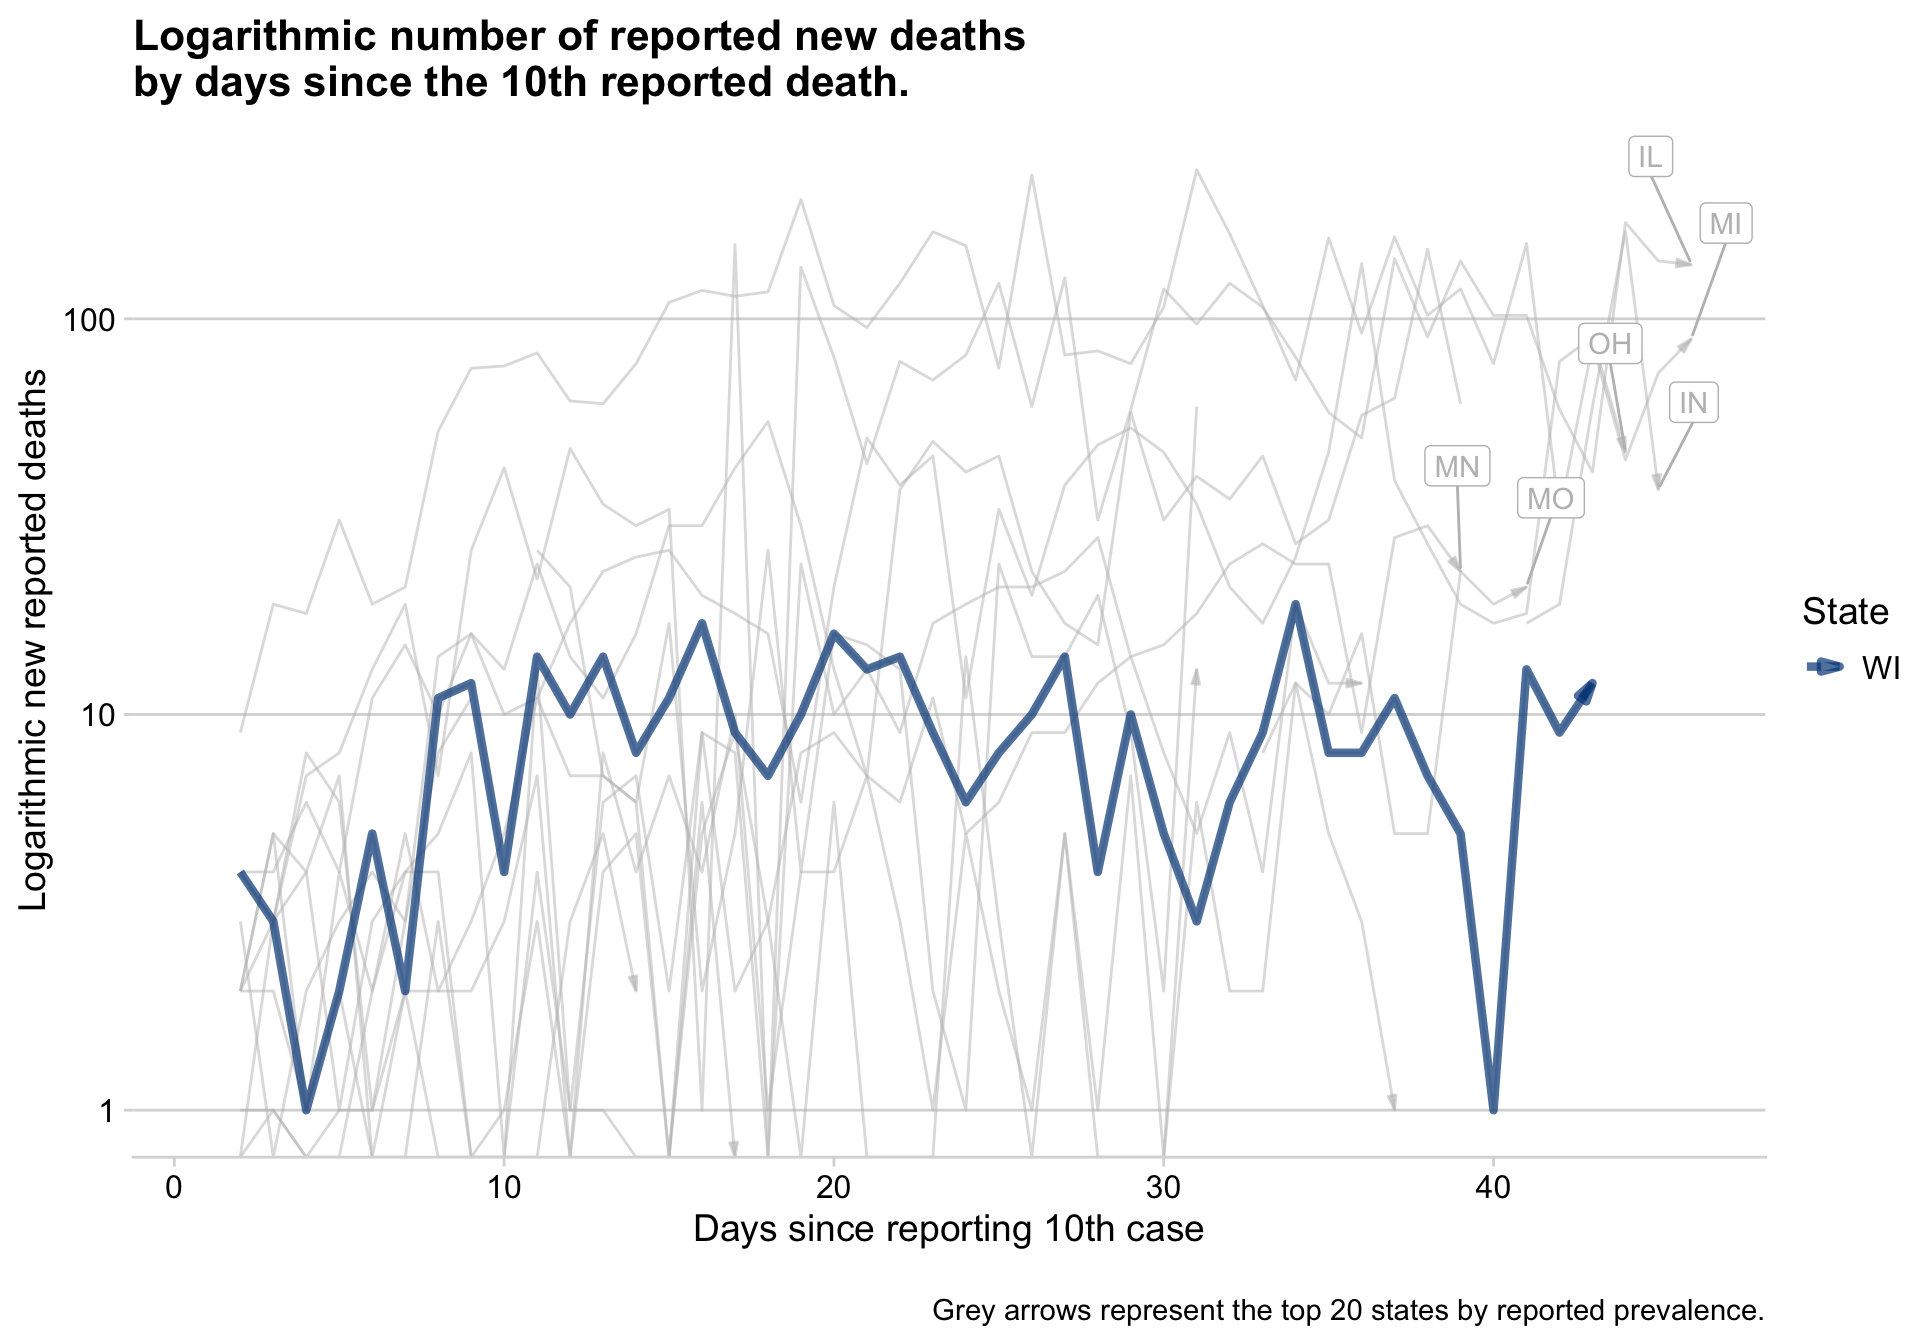 Logarithmic number of reported new deaths
by days since the 10th reported death.
Logarithmic new reported deaths
100
10
1
IL
MI
OH
IN
MN
MO
State
WI
0 10 20 30 40
Days since reporting 10th case
Grey arrows represent the top 20 states by reported prevalence.